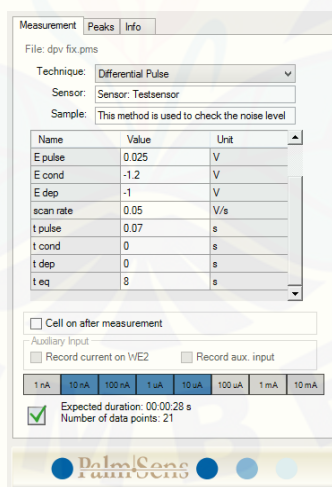 Measurement Peaks Info
File: dpv fix.pms
Technique: Differential Pulse
Sensor: Sensor: Testsensor
Sample: This method is used to check the noise level
Name Value Unit
E pulse 0.025 V
E cond -1.2 V
E dep -1 V
scan rate 0.05 V/s
t pulse 0.07 s
t cond 0 s
t dep 0 s
t eq 8 s
Cell on after measurement
Auxiliary Input
Record current on WE2 Record aux. input
1 nA 10 nA 100 nA 1 uA 10 uA 100 uA 1 mA 10 mA
Expected duration: 00:00:28 s
Number of data points: 21
Palm Sens